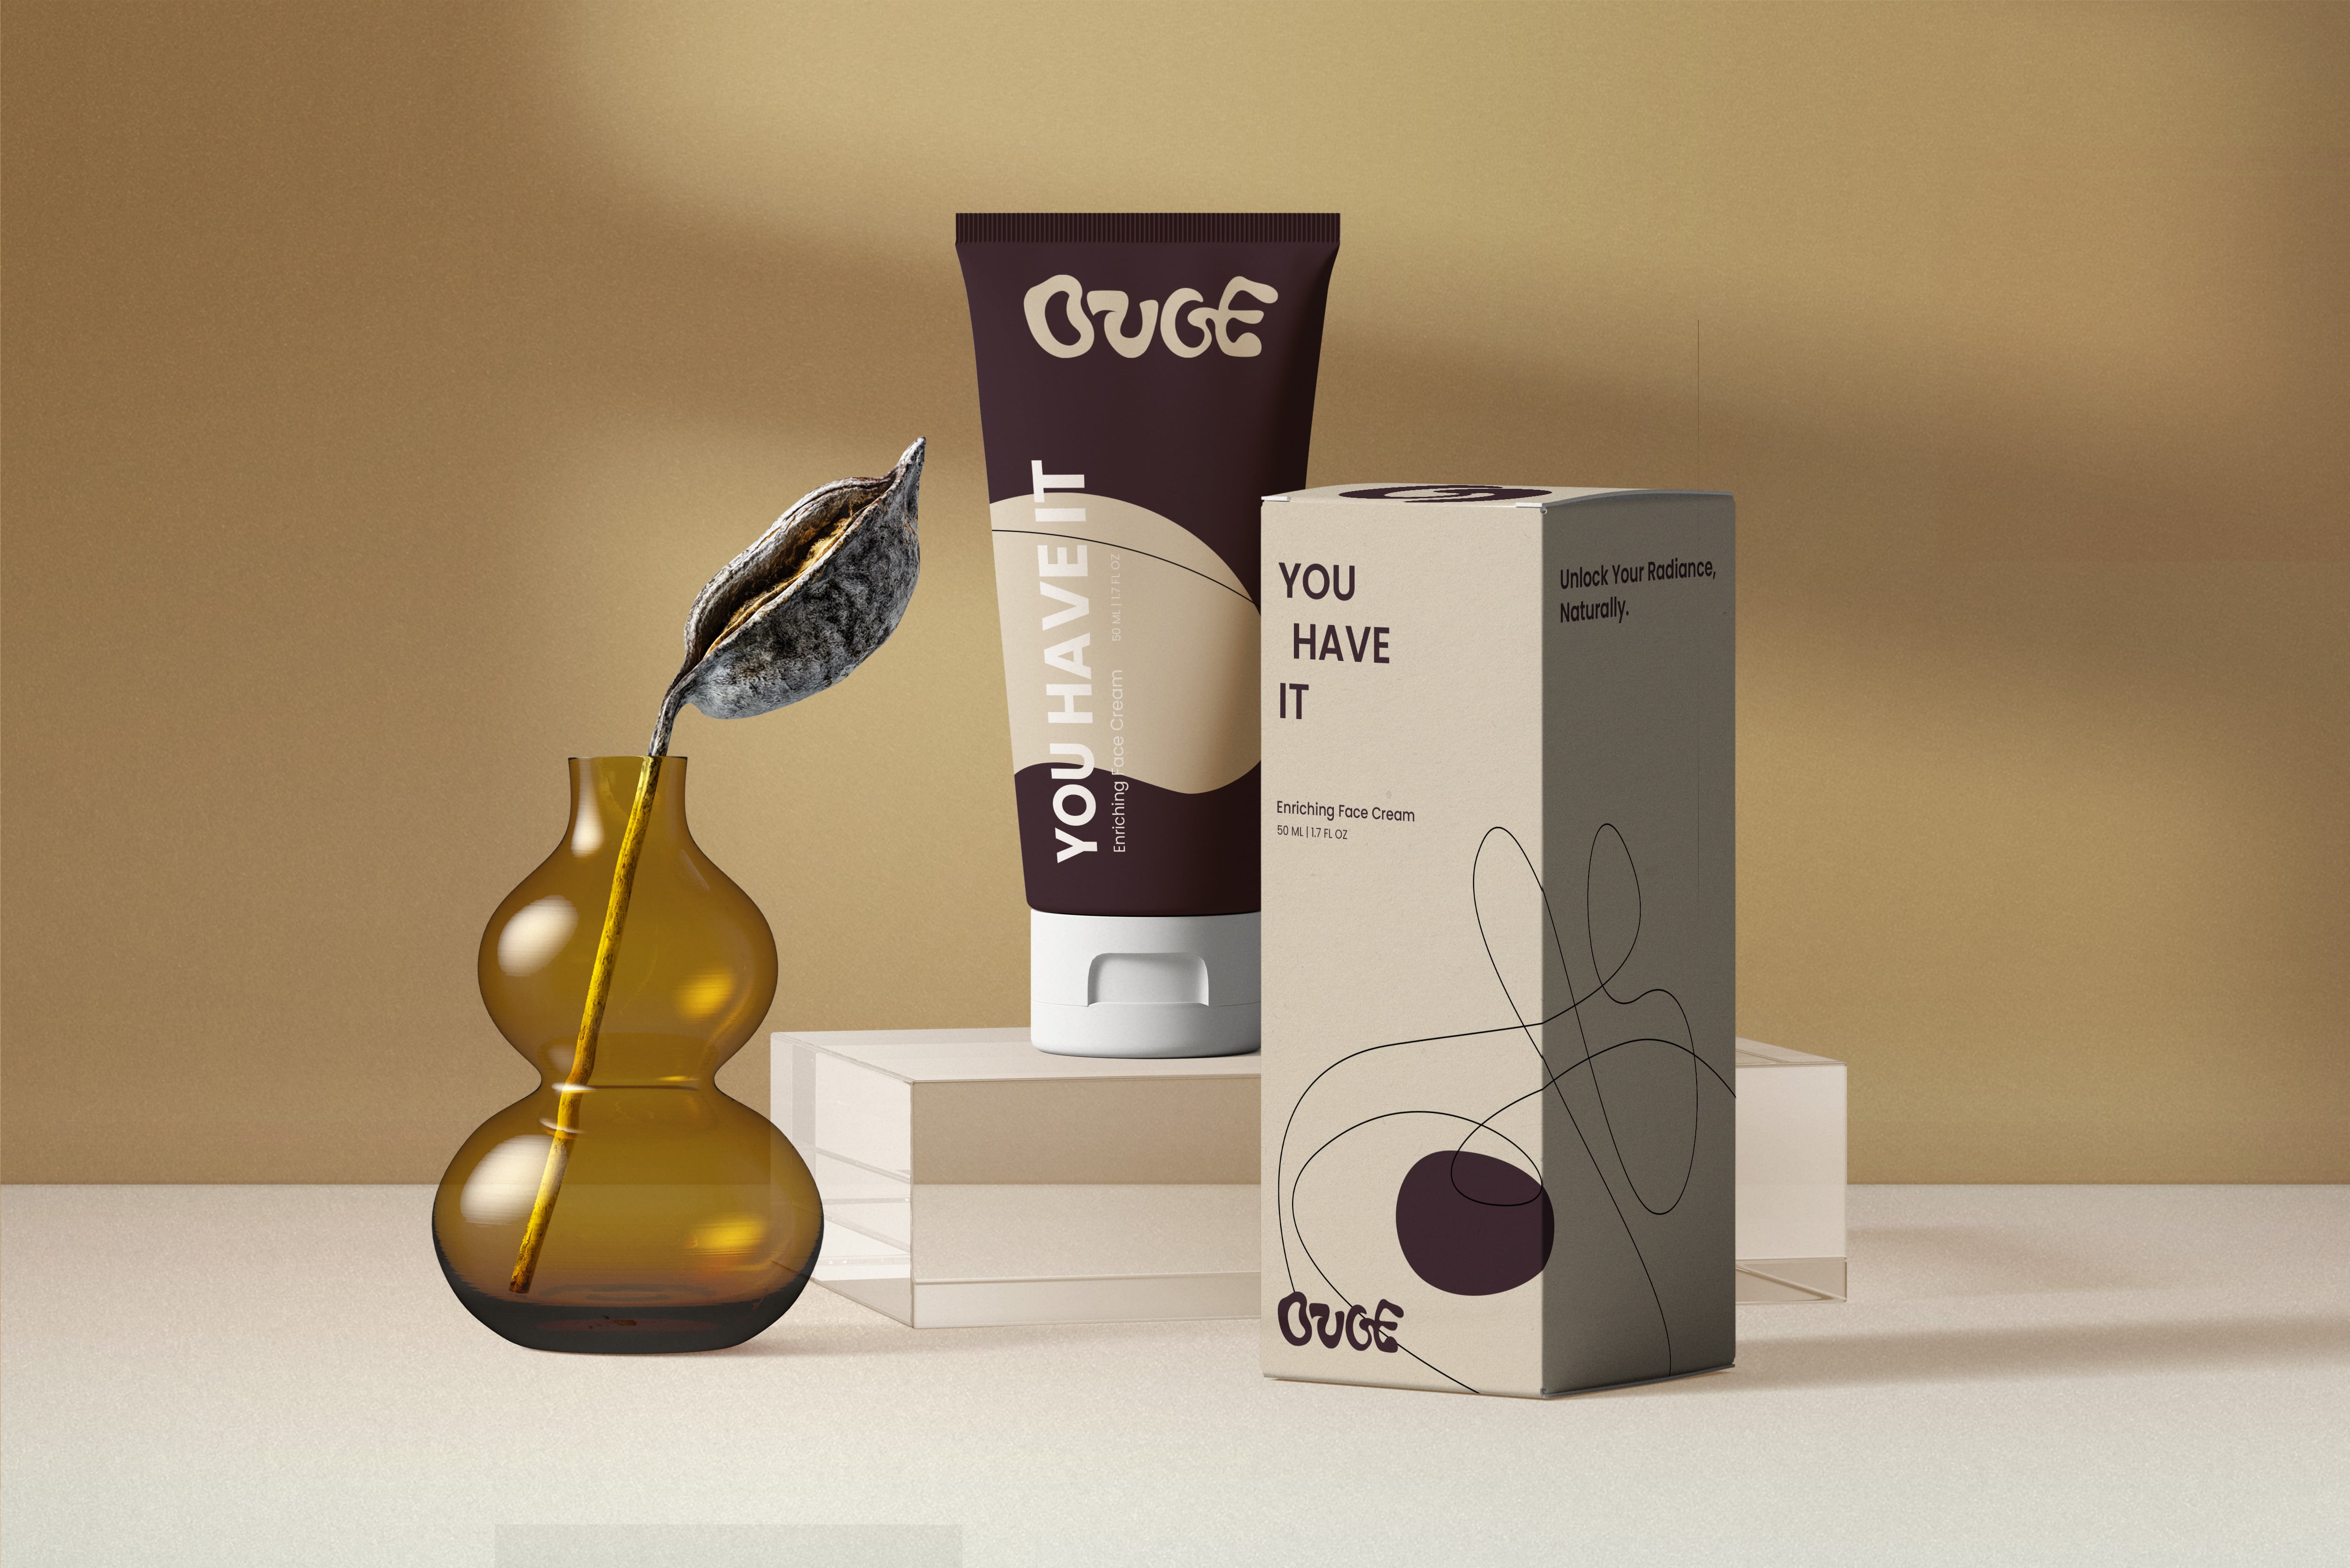 OUGE
YOU HAVE IT
Enriching Face Cream 50 ML | 1.7 FL OZ
YOU
HAVE
IT
Enriching Face Cream
50 ML | 1.7 FL OZ
OUGE
Unlock Your Radiance,
Naturally.